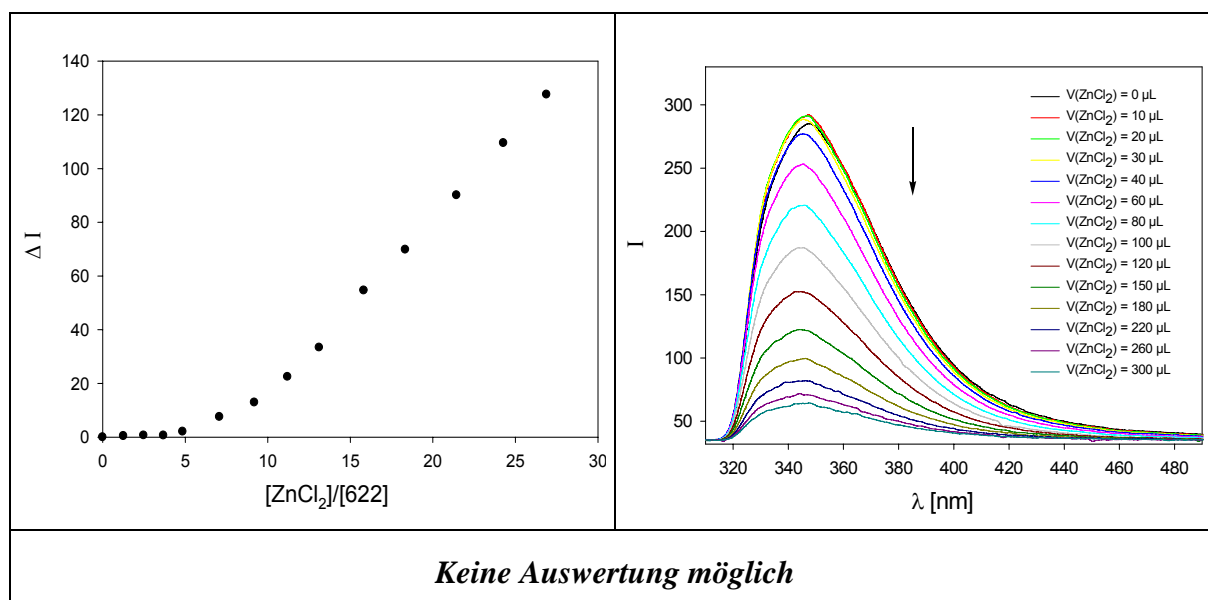 140
120
100
80
60
40
20
0
Δ I
0 5 10 15 20 25 30
[ZnCl₂]/[622]
300
250
200
150
100
50
I
320 340 360 380 400 420 440 460 480
λ [nm]
V(ZnCl₂) = 0 µL
V(ZnCl₂) = 10 µL
V(ZnCl₂) = 20 µL
V(ZnCl₂) = 30 µL
V(ZnCl₂) = 40 µL
V(ZnCl₂) = 60 µL
V(ZnCl₂) = 80 µL
V(ZnCl₂) = 100 µL
V(ZnCl₂) = 120 µL
V(ZnCl₂) = 150 µL
V(ZnCl₂) = 180 µL
V(ZnCl₂) = 220 µL
V(ZnCl₂) = 260 µL
V(ZnCl₂) = 300 µL
Keine Auswertung möglich